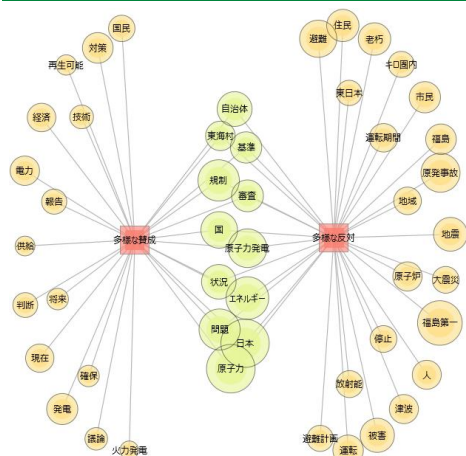 国民
対策
再生可能
経済
技術
電力
報告
供給
判断
将来
現在
確保
発電
議論
火力発電
多様な賛成
自治体
東海村
基準
規制
審査
国
原子力発電
状況
エネルギー
問題
日本
原子力
多様な反対
住民
避難
老朽
キロ圏内
東日本
市民
運転期間
福島
原発事故
地域
地震
原子炉
大震災
福島第一
停止
人
放射能
津波
被害
避難計画
運転